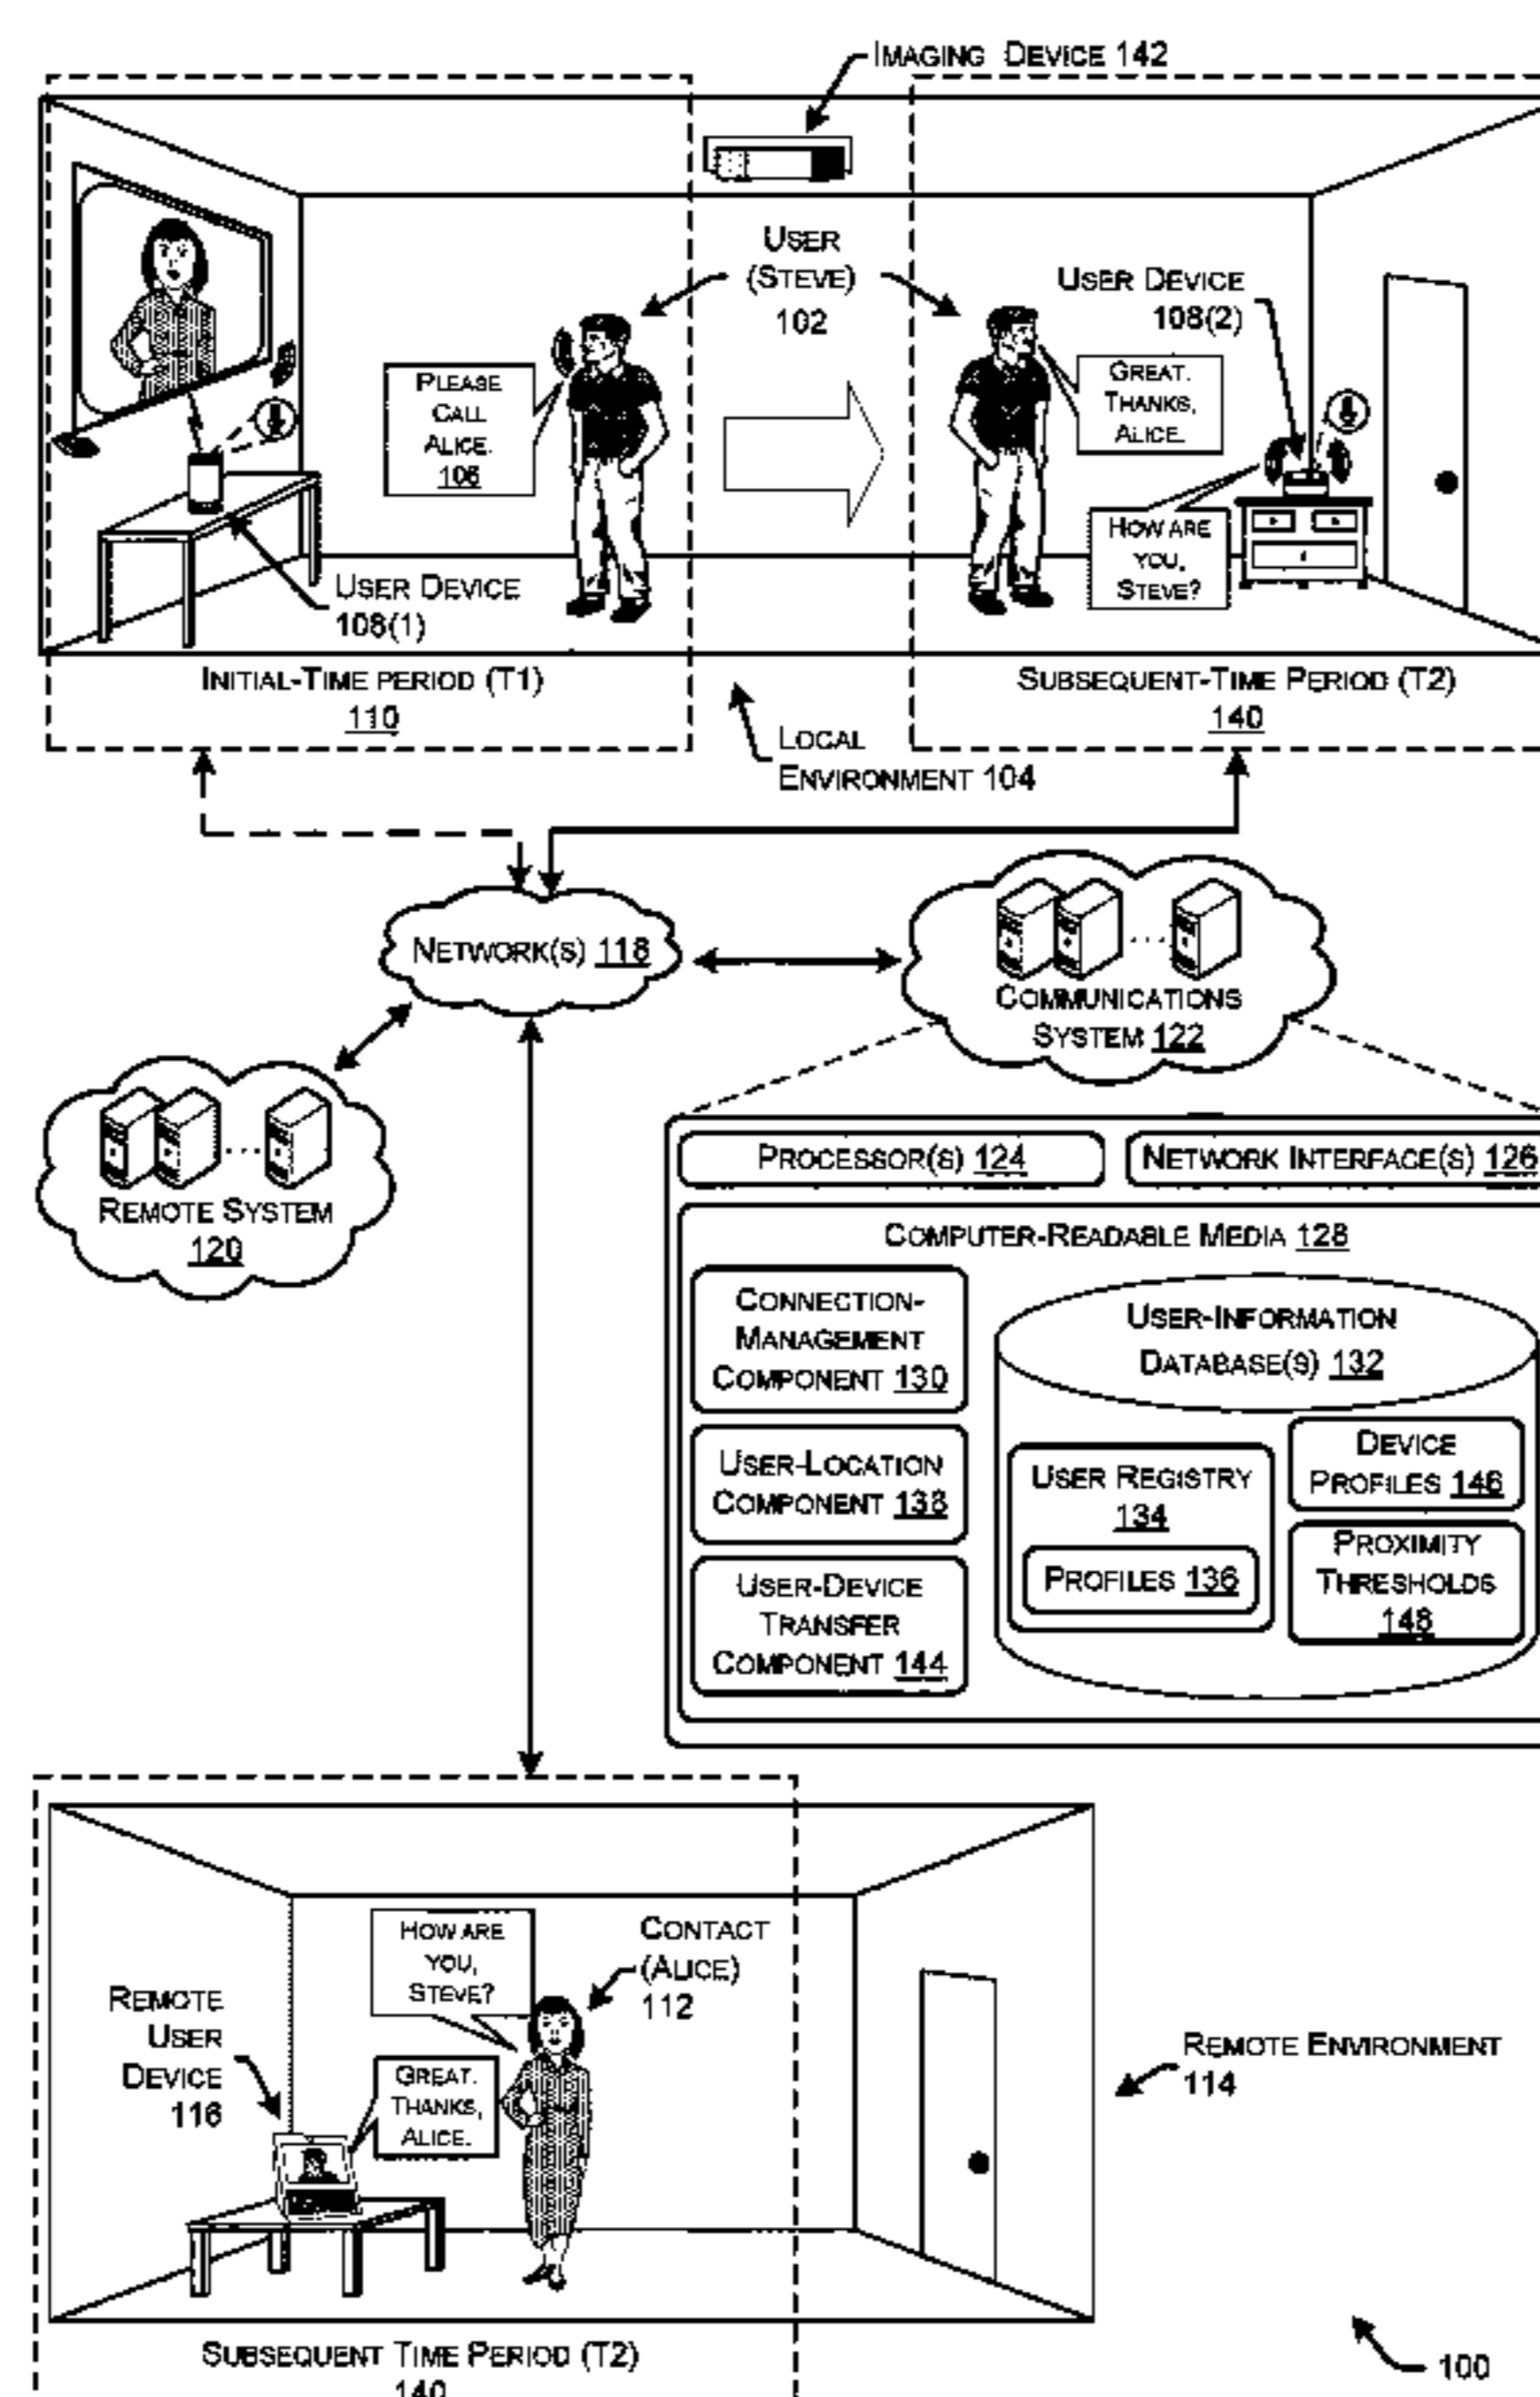 IMAGING DEVICE 142
USER
(STEVE)
102
USER DEVICE
108(2)
PLEASE
CALL
ALICE.
106
GREAT.
THANKS,
ALICE.
HOW ARE
YOU,
STEVE?
USER DEVICE
108(1)
INITIAL-TIME PERIOD (T1)
110
SUBSEQUENT-TIME PERIOD (T2)
140
LOCAL
ENVIRONMENT 104
NETWORK(S) 118
COMMUNICATIONS
SYSTEM 122
REMOTE SYSTEM
120
PROCESSOR(S) 124
NETWORK INTERFACE(S) 126
COMPUTER-READABLE MEDIA 128
CONNECTION-
MANAGEMENT
COMPONENT 130
USER-LOCATION
COMPONENT 138
USER-DEVICE
TRANSFER
COMPONENT 144
USER-INFORMATION
DATABASE(S) 132
USER REGISTRY
134
PROFILES 136
DEVICE
PROFILES 146
PROXIMITY
THRESHOLDS
148
HOW ARE
YOU,
STEVE?
CONTACT
(ALICE)
112
REMOTE
USER
DEVICE
116
GREAT.
THANKS,
ALICE.
REMOTE ENVIRONMENT
114
SUBSEQUENT TIME PERIOD (T2)
140
100